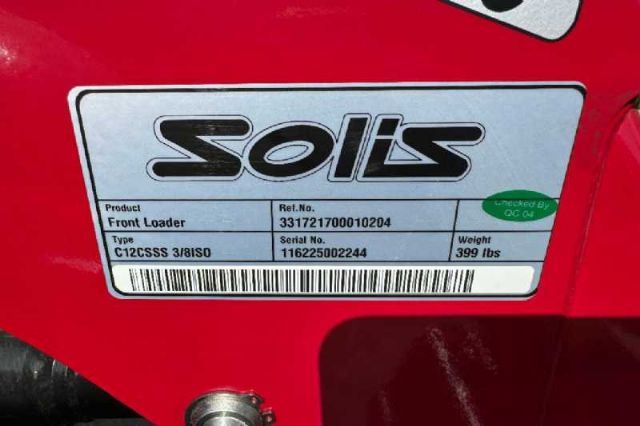 Solis
Product
Front Loader
Ref.No.
331721700010204
Checked By
QC 04
Type
C12CSSS 3/8ISO
Serial No.
116225002244
Weight
399 lbs